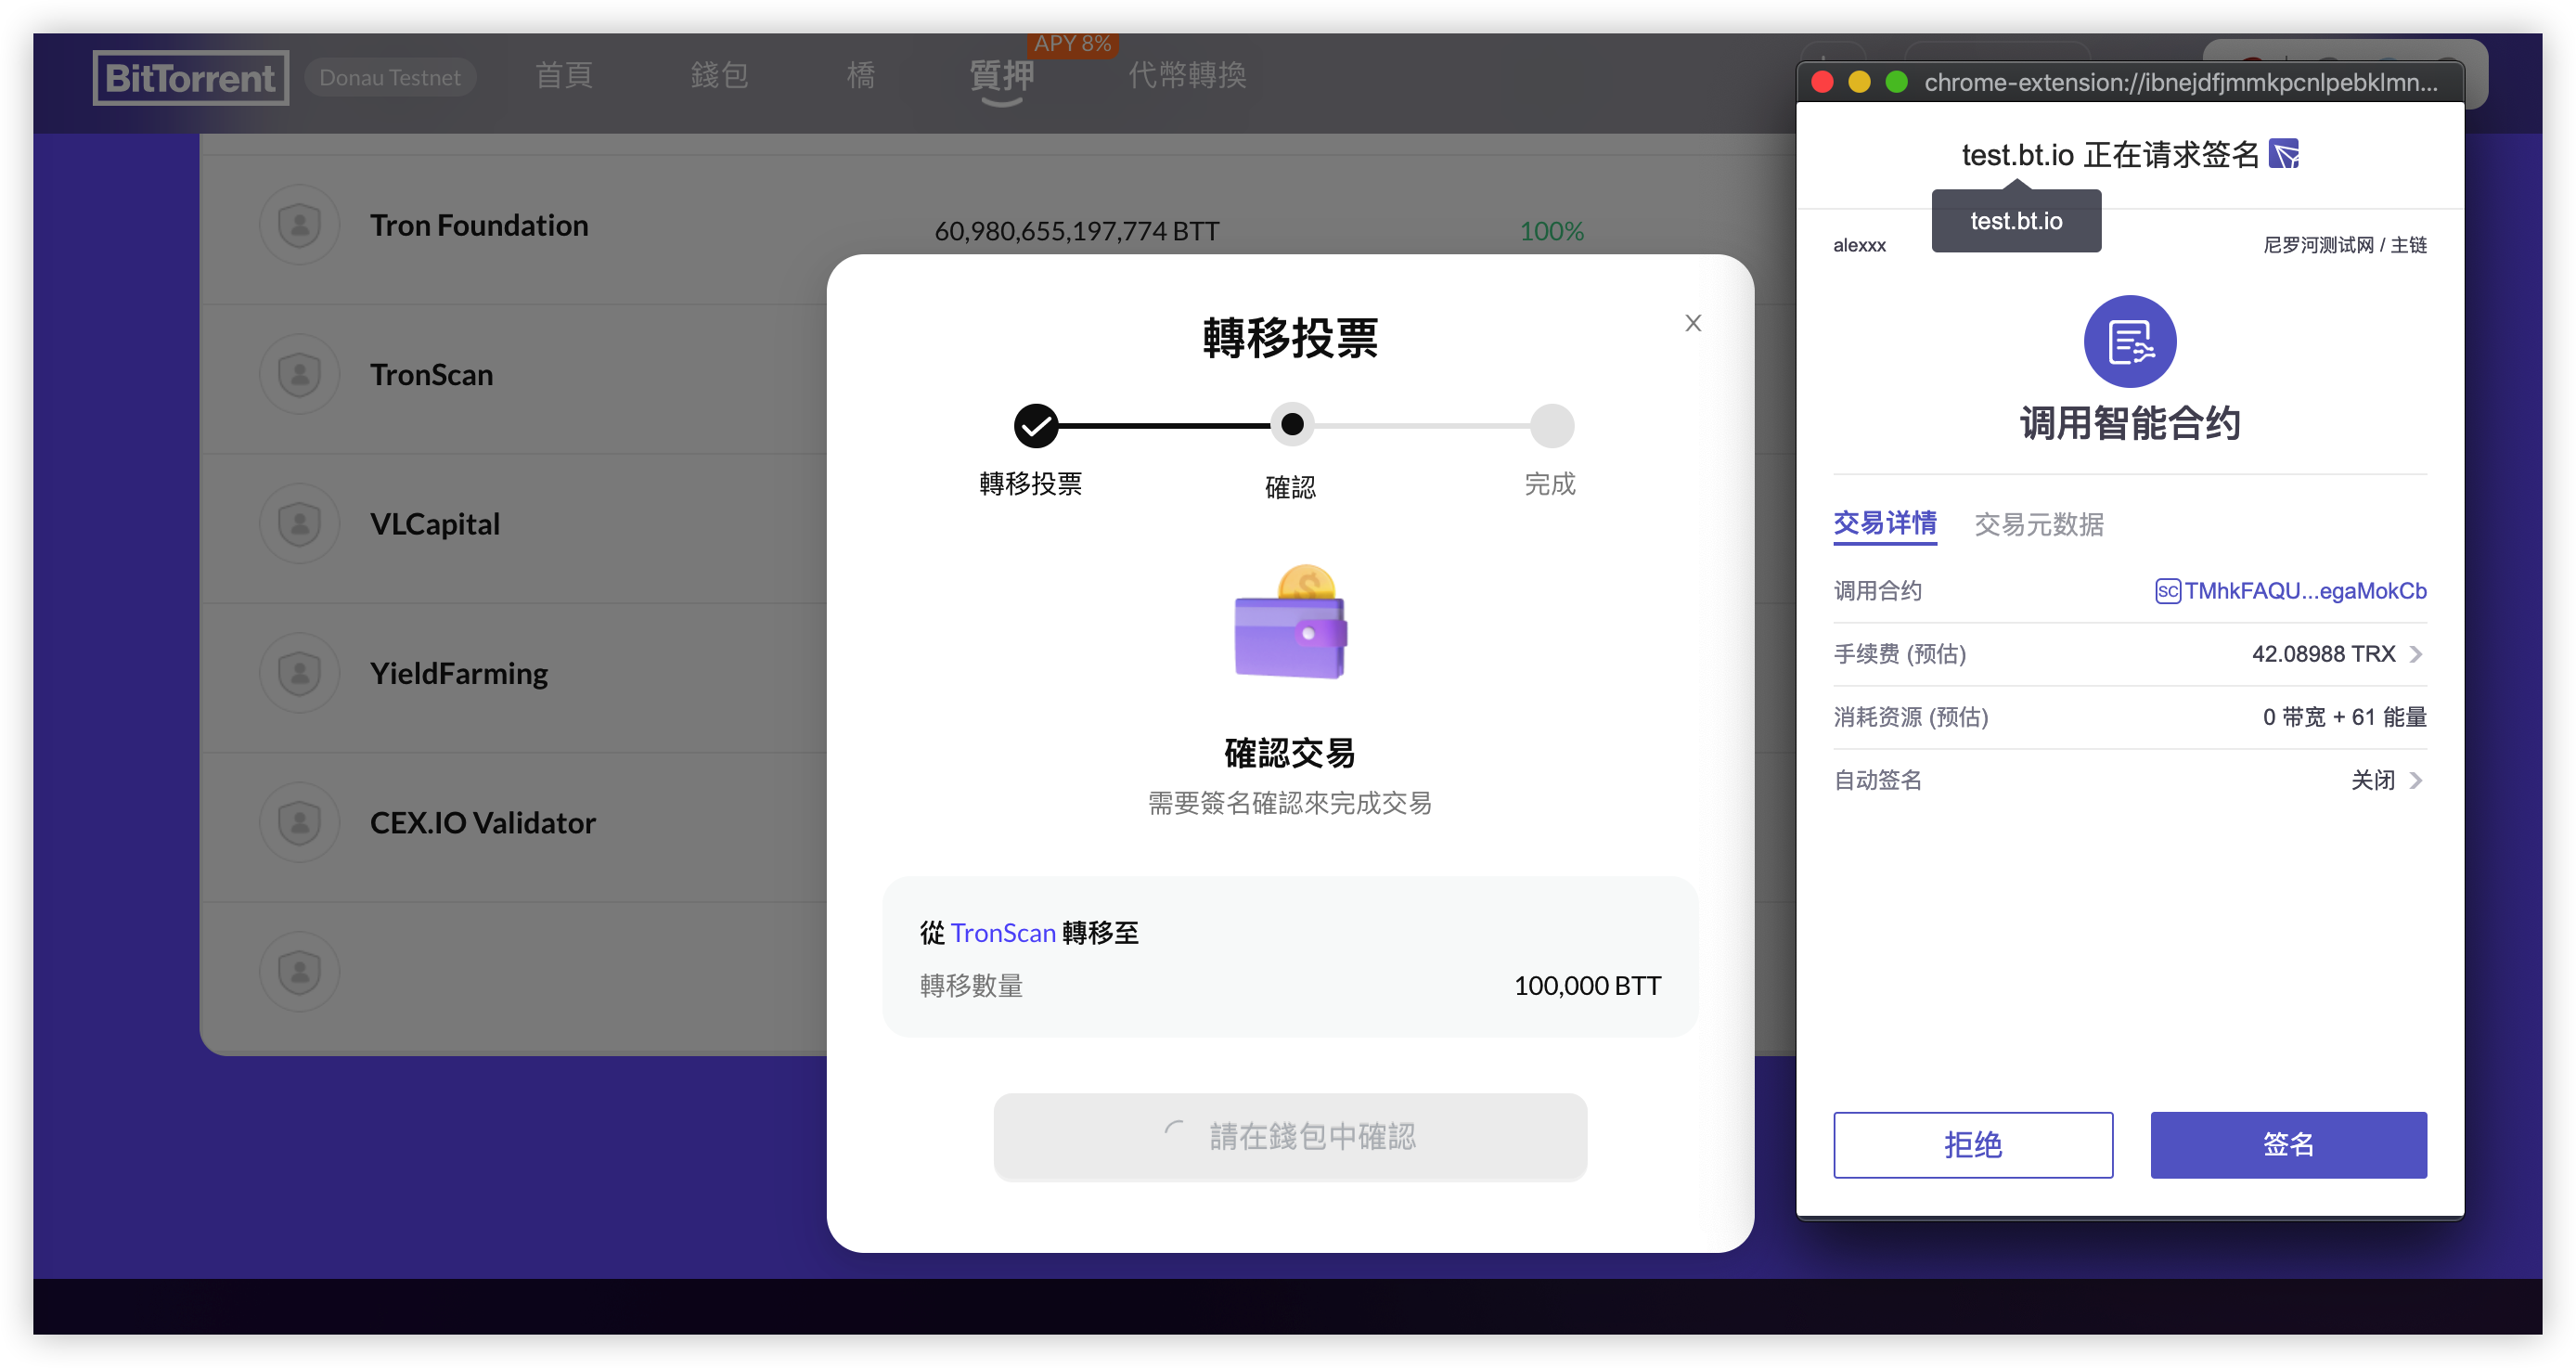 BitTorrent
Donau Testnet
首頁
錢包
橋
質押
APY 8%
代幣轉換
Tron Foundation
60,980,655,197,774 BTT
100%
TronScan
VLCapital
YieldFarming
CEX.IO Validator
轉移投票
X
轉移投票
確認
完成
確認交易
需要簽名確認來完成交易
從 TronScan 轉移至
轉移數量
100,000 BTT
請在錢包中確認
chrome-extension://ibnejdfjmmkpcnlpebklmn...
test.bt.io 正在请求签名
test.bt.io
alexxx
尼罗河测试网 / 主链
调用智能合约
交易详情
交易元数据
调用合约
SC TMhkFAQU...egaMokCb
手续费 (预估)
42.08988 TRX
消耗资源 (预估)
0 带宽 + 61 能量
自动签名
关闭
拒绝
签名